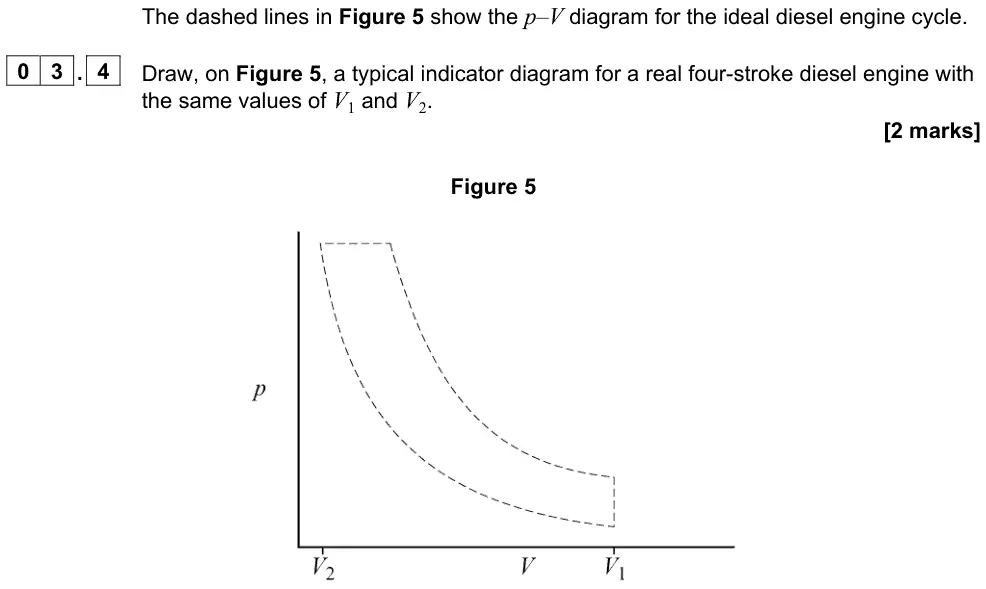 The dashed lines in Figure 5 show the p–V diagram for the ideal diesel engine cycle.
0 3 . 4 Draw, on Figure 5, a typical indicator diagram for a real four-stroke diesel engine with
the same values of V₁ and V₂.
[2 marks]
Figure 5
p
V₂ V V₁